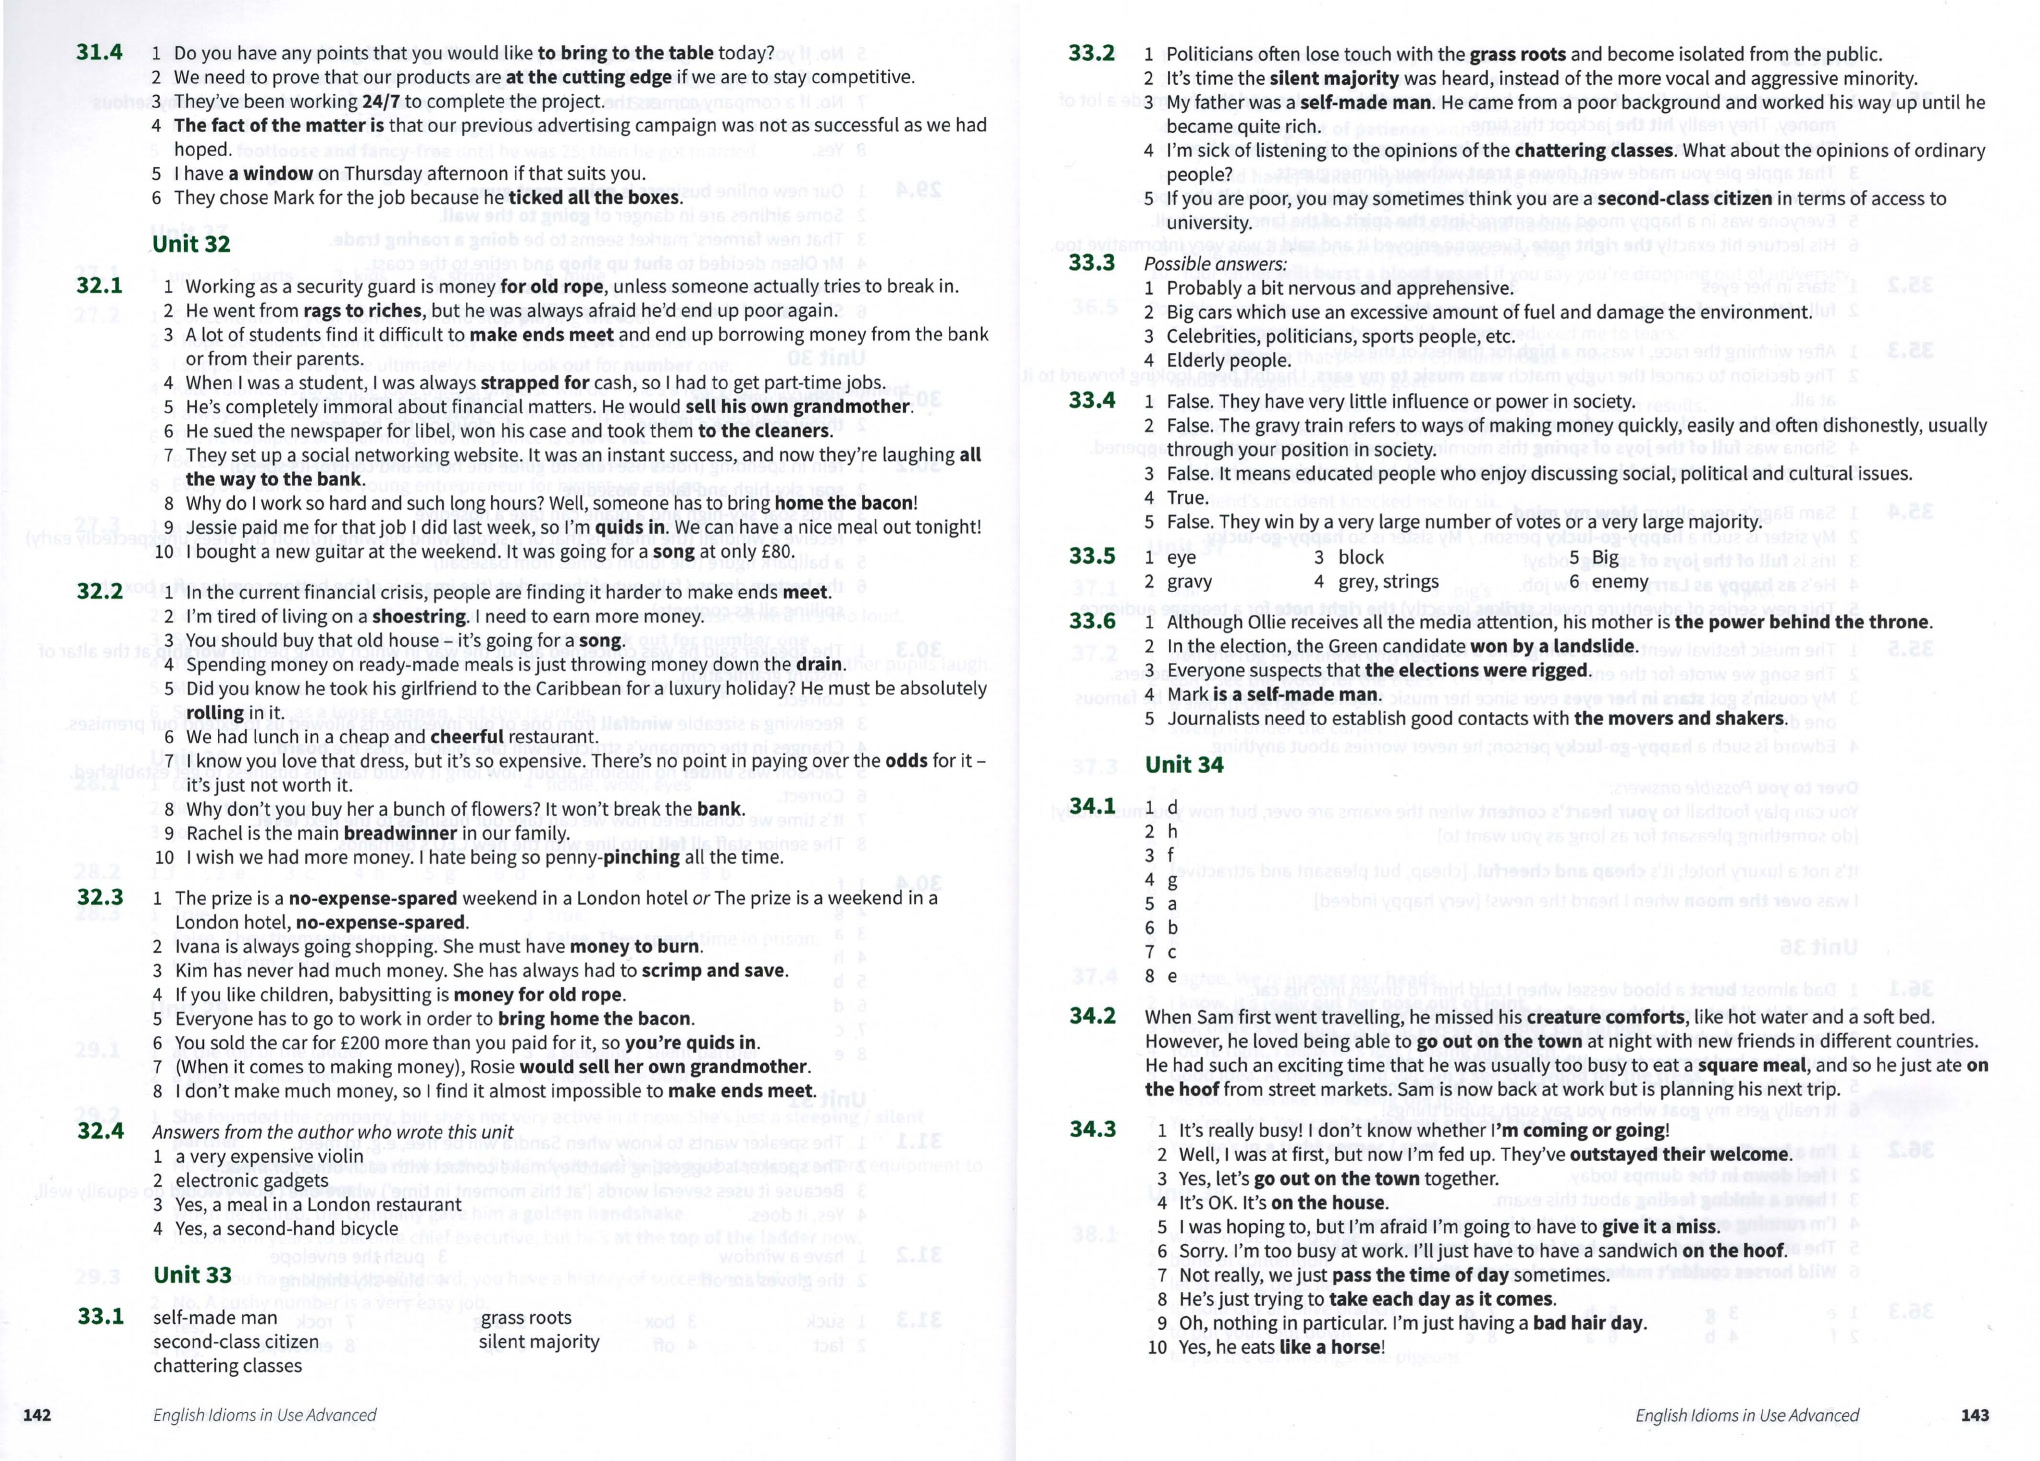 31.4 1 Do you have any points that you would like to bring to the table today?
2 We need to prove that our products are at the cutting edge if we are to stay competitive.
3 They've been working 24/7 to complete the project.
4 The fact of the matter is that our previous advertising campaign was not as successful as we had
hoped.
5 I have a window on Thursday afternoon if that suits you.
6 They chose Mark for the job because he ticked all the boxes.
Unit 32
32.1 1 Working as a security guard is money for old rope, unless someone actually tries to break in.
2 He went from rags to riches, but he was always afraid he'd end up poor again.
3 A lot of students find it difficult to make ends meet and end up borrowing money from the bank
or from their parents.
4 When I was a student, I was always strapped for cash, so I had to get part-time jobs.
5 He's completely immoral about financial matters. He would sell his own grandmother.
6 He sued the newspaper for libel, won his case and took them to the cleaners.
7 They set up a social networking website. It was an instant success, and now they're laughing all
the way to the bank.
8 Why do I work so hard and such long hours? Well, someone has to bring home the bacon!
9 Jessie paid me for that job I did last week, so I'm quids in. We can have a nice meal out tonight!
10 I bought a new guitar at the weekend. It was going for a song at only £80.
32.2 1 In the current financial crisis, people are finding it harder to make ends meet.
2 I'm tired of living on a shoestring. I need to earn more money.
3 You should buy that old house – it's going for a song.
4 Spending money on ready-made meals is just throwing money down the drain.
5 Did you know he took his girlfriend to the Caribbean for a luxury holiday? He must be absolutely
rolling in it.
6 We had lunch in a cheap and cheerful restaurant.
7 I know you love that dress, but it's so expensive. There's no point in paying over the odds for it –
it's just not worth it.
8 Why don't you buy her a bunch of flowers? It won't break the bank.
9 Rachel is the main breadwinner in our family.
10 I wish we had more money. I hate being so penny-pinching all the time.
32.3 1 The prize is a no-expense-spared weekend in a London hotel or The prize is a weekend in a
London hotel, no-expense-spared.
2 Ivana is always going shopping. She must have money to burn.
3 Kim has never had much money. She has always had to scrimp and save.
4 If you like children, babysitting is money for old rope.
5 Everyone has to go to work in order to bring home the bacon.
6 You sold the car for £200 more than you paid for it, so you're quids in.
7 (When it comes to making money), Rosie would sell her own grandmother.
8 I don't make much money, so I find it almost impossible to make ends meet.
32.4 Answers from the author who wrote this unit
1 a very expensive violin
2 electronic gadgets
3 Yes, a meal in a London restaurant
4 Yes, a second-hand bicycle
Unit 33
33.1 self-made man grass roots
second-class citizen silent majority
chattering classes
142 English Idioms in Use Advanced
33.2 1 Politicians often lose touch with the grass roots and become isolated from the public.
2 It's time the silent majority was heard, instead of the more vocal and aggressive minority.
3 My father was a self-made man. He came from a poor background and worked his way up until he
became quite rich.
4 I'm sick of listening to the opinions of the chattering classes. What about the opinions of ordinary
people?
5 If you are poor, you may sometimes think you are a second-class citizen in terms of access to
university.
33.3 Possible answers:
1 Probably a bit nervous and apprehensive.
2 Big cars which use an excessive amount of fuel and damage the environment.
3 Celebrities, politicians, sports people, etc.
4 Elderly people.
33.4 1 False. They have very little influence or power in society.
2 False. The gravy train refers to ways of making money quickly, easily and often dishonestly, usually
through your position in society.
3 False. It means educated people who enjoy discussing social, political and cultural issues.
4 True.
5 False. They win by a very large number of votes or a very large majority.
33.5 1 eye 3 block 5 Big
2 gravy 4 grey, strings 6 enemy
33.6 1 Although Ollie receives all the media attention, his mother is the power behind the throne.
2 In the election, the Green candidate won by a landslide.
3 Everyone suspects that the elections were rigged.
4 Mark is a self-made man.
5 Journalists need to establish good contacts with the movers and shakers.
Unit 34
34.1 1 d
2 h
3 f
4 g
5 a
6 b
7 c
8 e
34.2 When Sam first went travelling, he missed his creature comforts, like hot water and a soft bed.
However, he loved being able to go out on the town at night with new friends in different countries.
He had such an exciting time that he was usually too busy to eat a square meal, and so he just ate on
the hoof from street markets. Sam is now back at work but is planning his next trip.
34.3 1 It's really busy! I don't know whether I'm coming or going!
2 Well, I was at first, but now I'm fed up. They've outstayed their welcome.
3 Yes, let's go out on the town together.
4 It's OK. It's on the house.
5 I was hoping to, but I'm afraid I'm going to have to give it a miss.
6 Sorry. I'm too busy at work. I'll just have to have a sandwich on the hoof.
7 Not really, we just pass the time of day sometimes.
8 He's just trying to take each day as it comes.
9 Oh, nothing in particular. I'm just having a bad hair day.
10 Yes, he eats like a horse!
English Idioms in Use Advanced 143